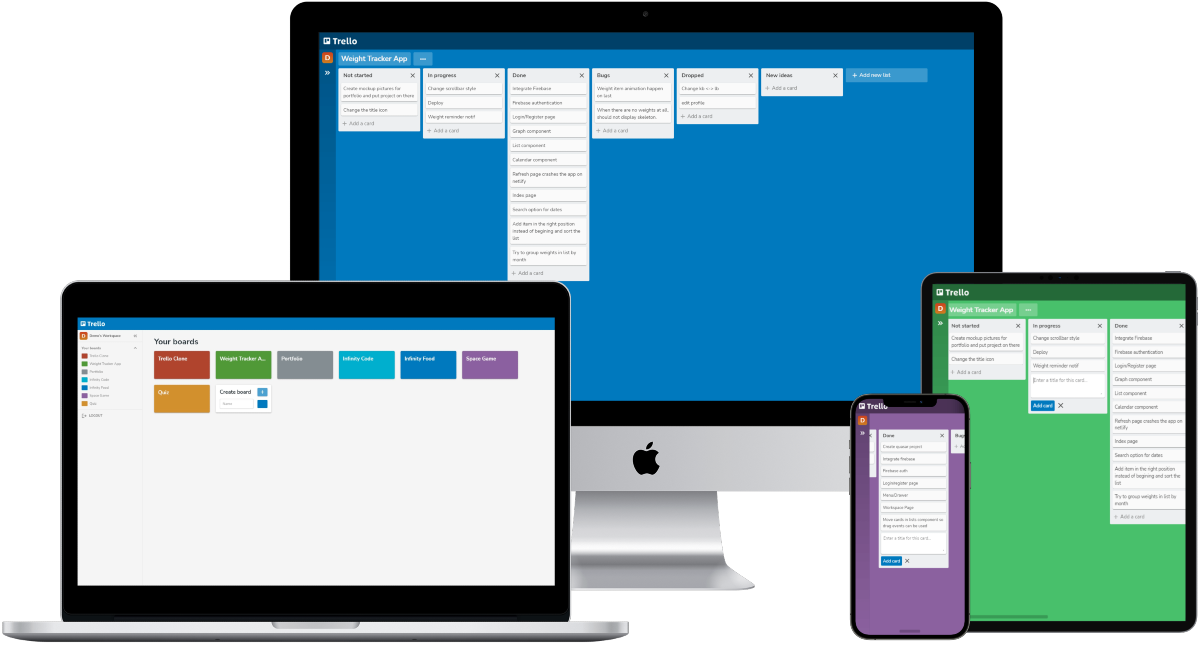 Trello
D
Weight Tracker App
...
»
Not started
Create mockup pictures for
portfolio and put project on there
Change the title icon
+ Add a card
In progress
Change scrollbar style
Deploy
Weight reminder notif
+ Add a card
Done
Integrate Firebase
Firebase authentication
Login/Register page
Graph component
List component
Calendar component
Refresh page crashes the app on
netlify
Index page
Search option for dates
Add item in the right position
instead of begining and sort the
list
Try to group weights in list by
month
+ Add a card
Bugs
Weight item animation happen
on last
When there are no weights at all,
should not display skeleton
+ Add a card
Dropped
Change kb <-> lb
edit profile
+ Add a card
New ideas
+ Add a card
+ Add new list
Trello
D
Your boards
Trello Clone
Weight Tracker App
Portfolio
Infinity Code
Infinity Food
Space Game
Quiz
LOGOUT
Your boards
Trello Clone
Weight Tracker A...
Portfolio
Infinity Code
Infinity Food
Space Game
Quiz
Create board
+
Name
Trello
D
»
Done
Create queue project
Integrate firebase
Firebase auth
Login/register page
Menu/Drawer
Workspace Page
Move cards in lists component so
drag events can be used
Enter a title for this card...
Add card
Bug
Trello
D
Weight Tracker App
...
»
Not started
Create mockup pictures for
portfolio and put project on there
Change the title icon
+ Add a card
In progress
Change scrollbar style
Deploy
Weight reminder notif
Enter a title for this card...
Add card
Done
Integrate Firebase
Firebase authentication
Login/Register page
Graph component
List component
Calendar component
Refresh page crashes the app on
netlify
Index page
Search option for dates
Add item in the right position
instead of begining and sort the
list
Try to group weights in list by
month
+ Add a card